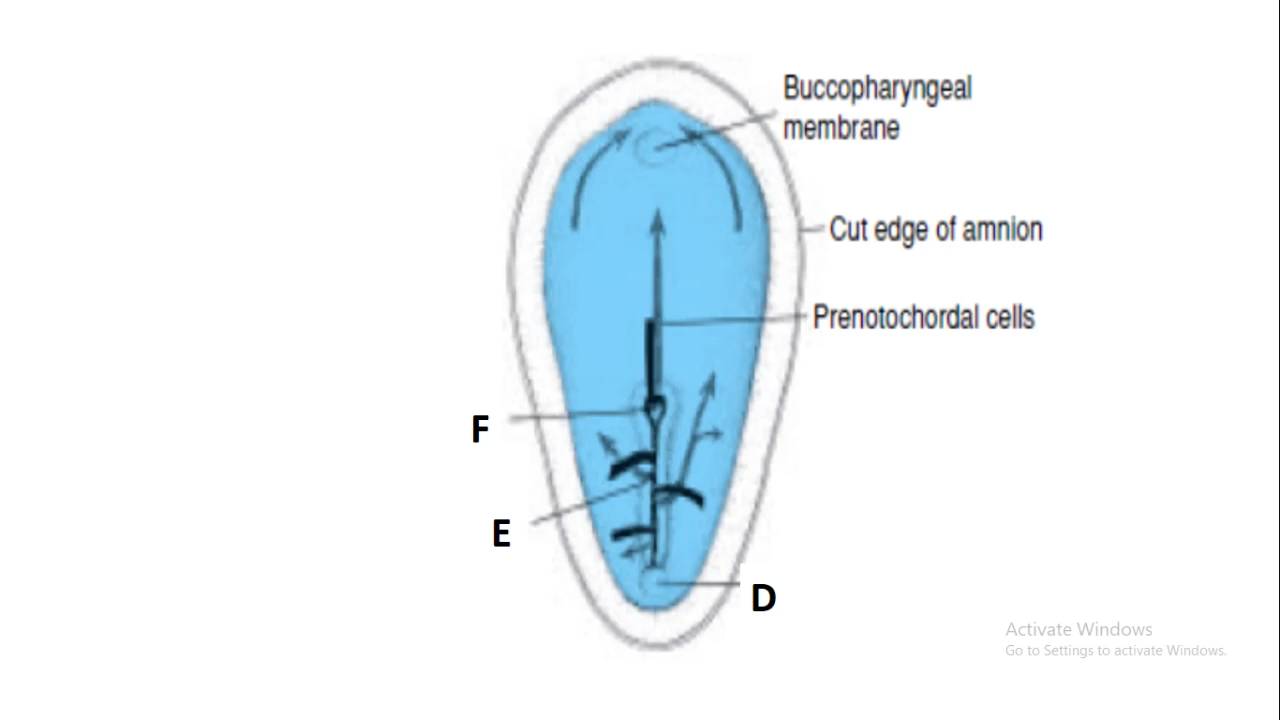 Buccopharyngeal
membrane
Cut edge of amnion
Prenotochordal cells
F
E
D
Activate Windows
Go to Settings to activate Windows.